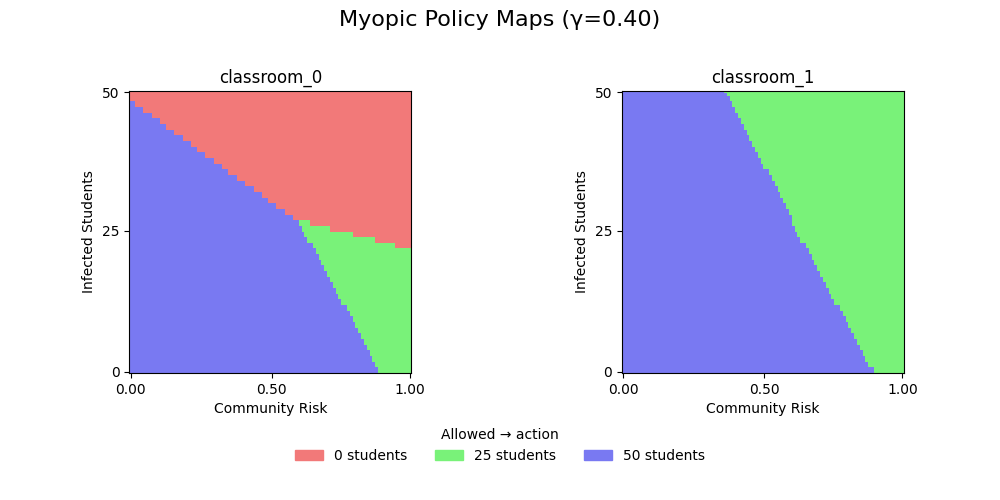 Myopic Policy Maps (γ=0.40)
classroom_0
classroom_1
50
25
0
Infected Students
0.00
0.50
1.00
Community Risk
50
25
0
Infected Students
0.00
0.50
1.00
Community Risk
Allowed → action
0 students
25 students
50 students